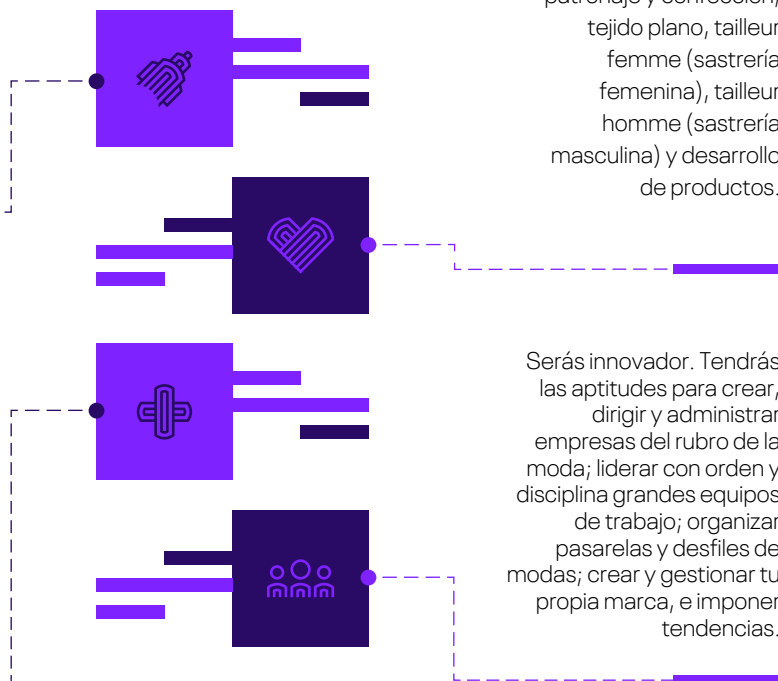 patronaje y confección,
tejido plano, tailleur
femme (sastrería
femenina), tailleur
homme (sastrería
masculina) y desarrollo
de productos.
Serás innovador. Tendrás
las aptitudes para crear,
dirigir y administrar
empresas del rubro de la
moda; liderar con orden y
disciplina grandes equipos
de trabajo; organizar
pasarelas y desfiles de
modas; crear y gestionar tu
propia marca, e imponer
tendencias.